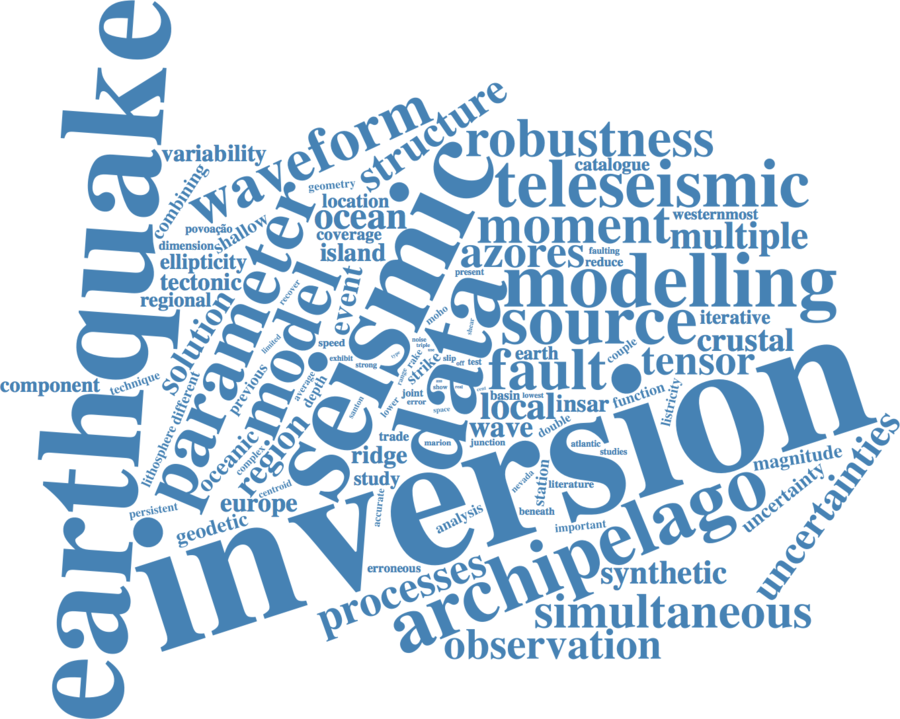 earthquake
variability
combining
waveform
structure
robustness
catalogue
teleseismic
geometry
location
ocean
coverage
island
povoação
shallow
dimension
ellipticity
tectonic
regional
parameter
seismic
moment
westernmost
multiple
azores
faulting
reduce
present
modelling
source
iterative
crustal
couple
tensor
recover
event
model
solution
moho
shear
data
limited
speed
exhibit
strong
noise
triple
rake
strike
slip
off
test
earth
fault
component
technique
previous
different
lithosphere
average
depth
santon
range
lower
joint
error
show
space
basin
lowest
local
insar
function
listricity
wave
double
oceanic
complex
region
centroid
trade
ridge
study
marion
junction
atlantic
studies
inversion
persistent
geodetic
europe
accurate
analysis
nevada
station
literature
beneath
important
magnitude
uncertainty
uncertainties
erroneous
processes
archipelago
synthetic
simultaneous
observation